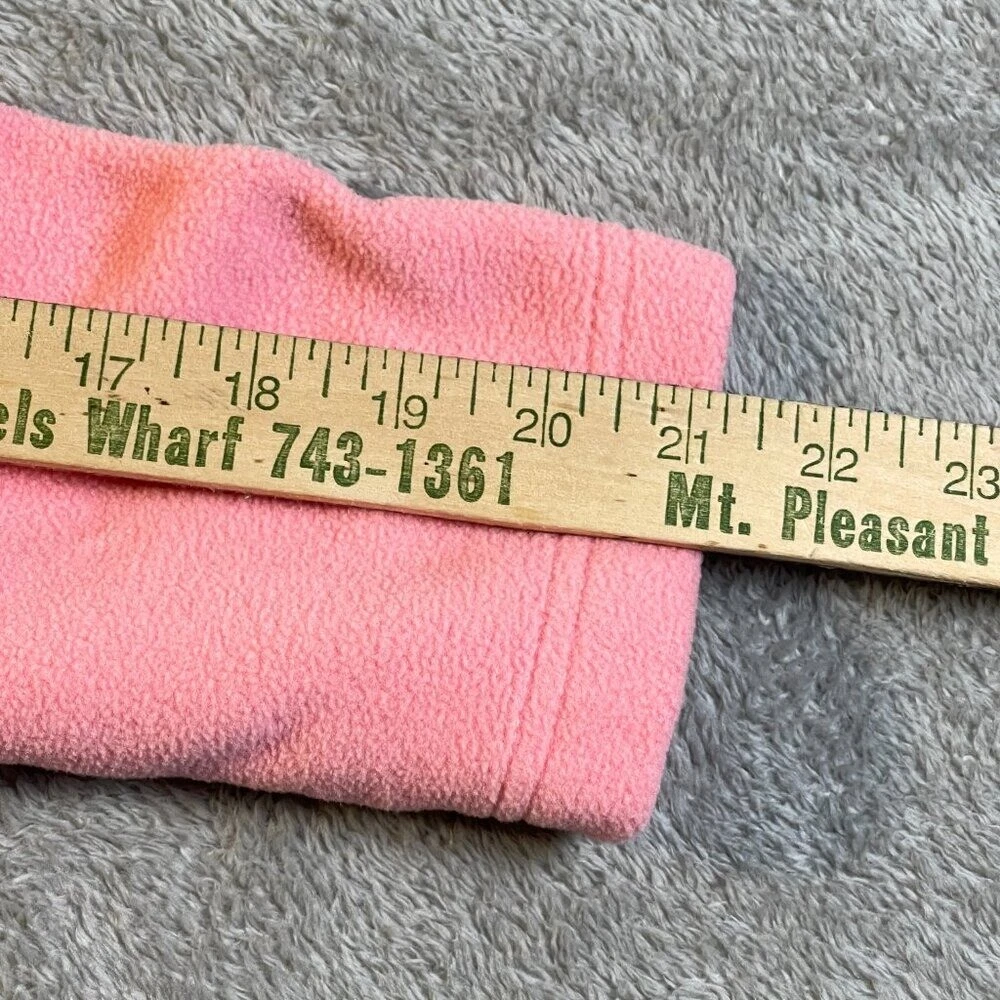 17 18 19 20 21 22 23
els Wharf 743-1361 Mt. Pleasant